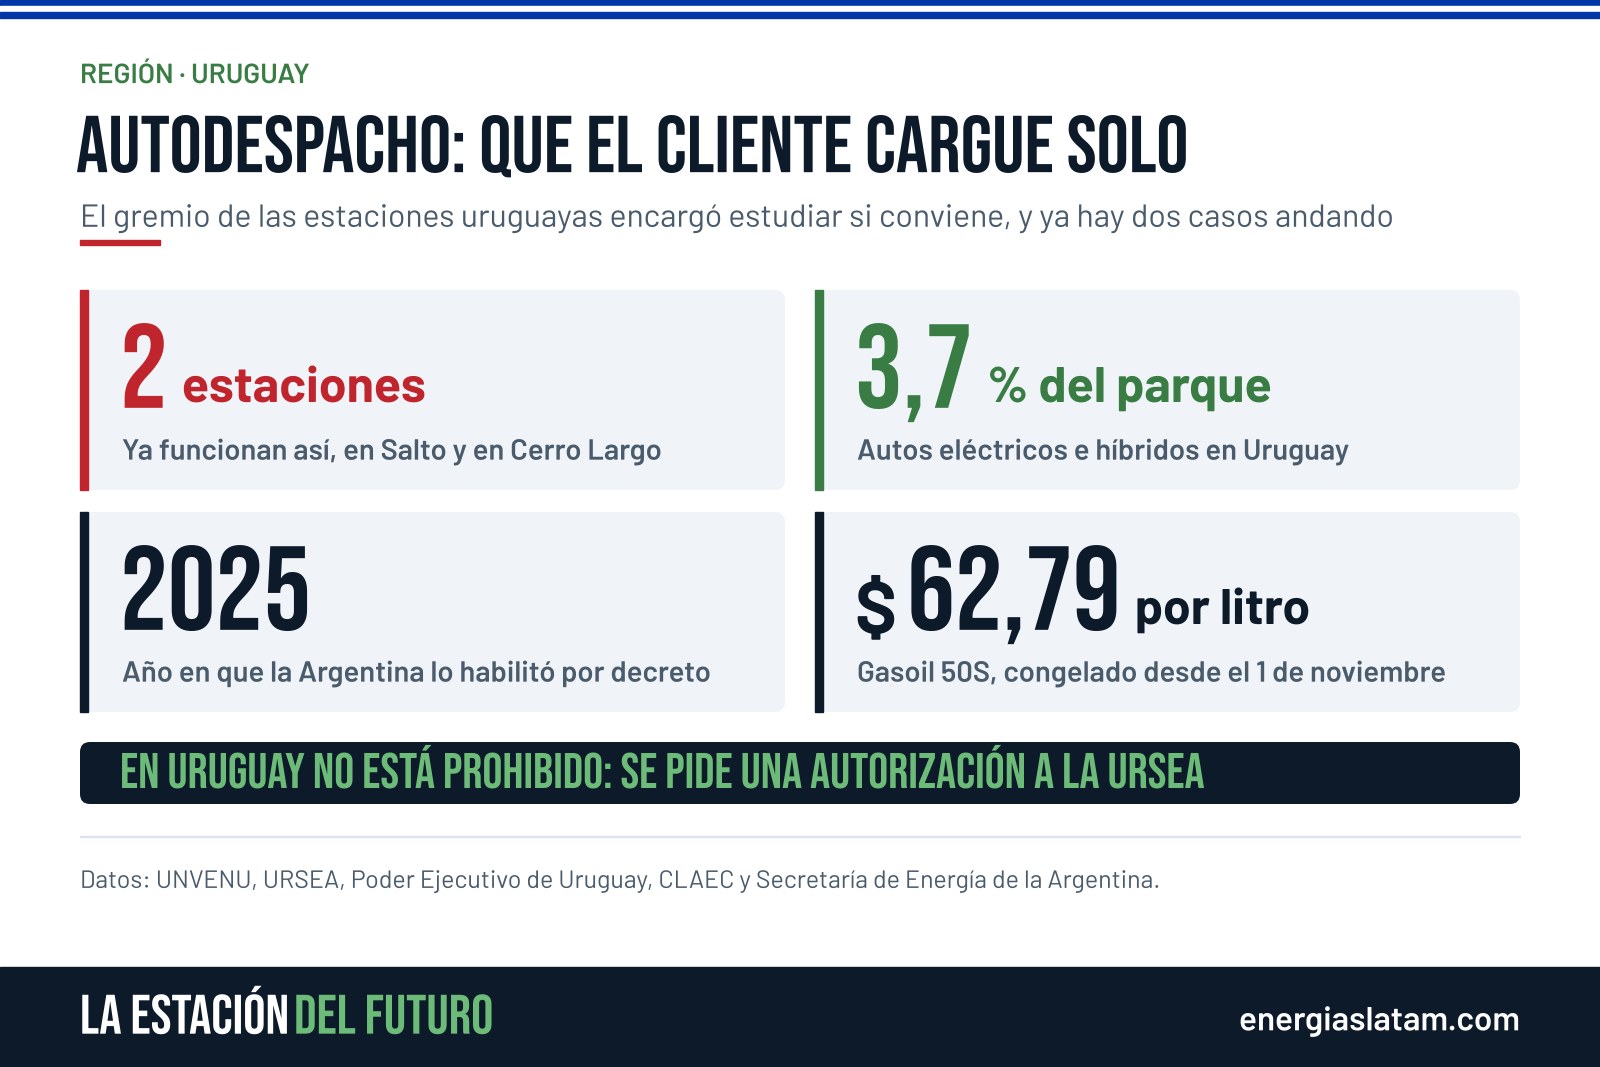 REGIÓN · URUGUAY
AUTODESPACHO: QUE EL CLIENTE CARGUE SOLO
El gremio de las estaciones uruguayas encargó estudiar si conviene, y ya hay dos casos andando
2 estaciones
Ya funcionan así, en Salto y en Cerro Largo
3,7 % del parque
Autos eléctricos e híbridos en Uruguay
2025
Año en que la Argentina lo habilitó por decreto
$ 62,79 por litro
Gasoil 50S, congelado desde el 1 de noviembre
EN URUGUAY NO ESTÁ PROHIBIDO: SE PIDE UNA AUTORIZACIÓN A LA URSEA
Datos: UNVENU, URSEA, Poder Ejecutivo de Uruguay, CLAEC y Secretaría de Energía de la Argentina.
LA ESTACIÓN DEL FUTURO
energiaslatam.com